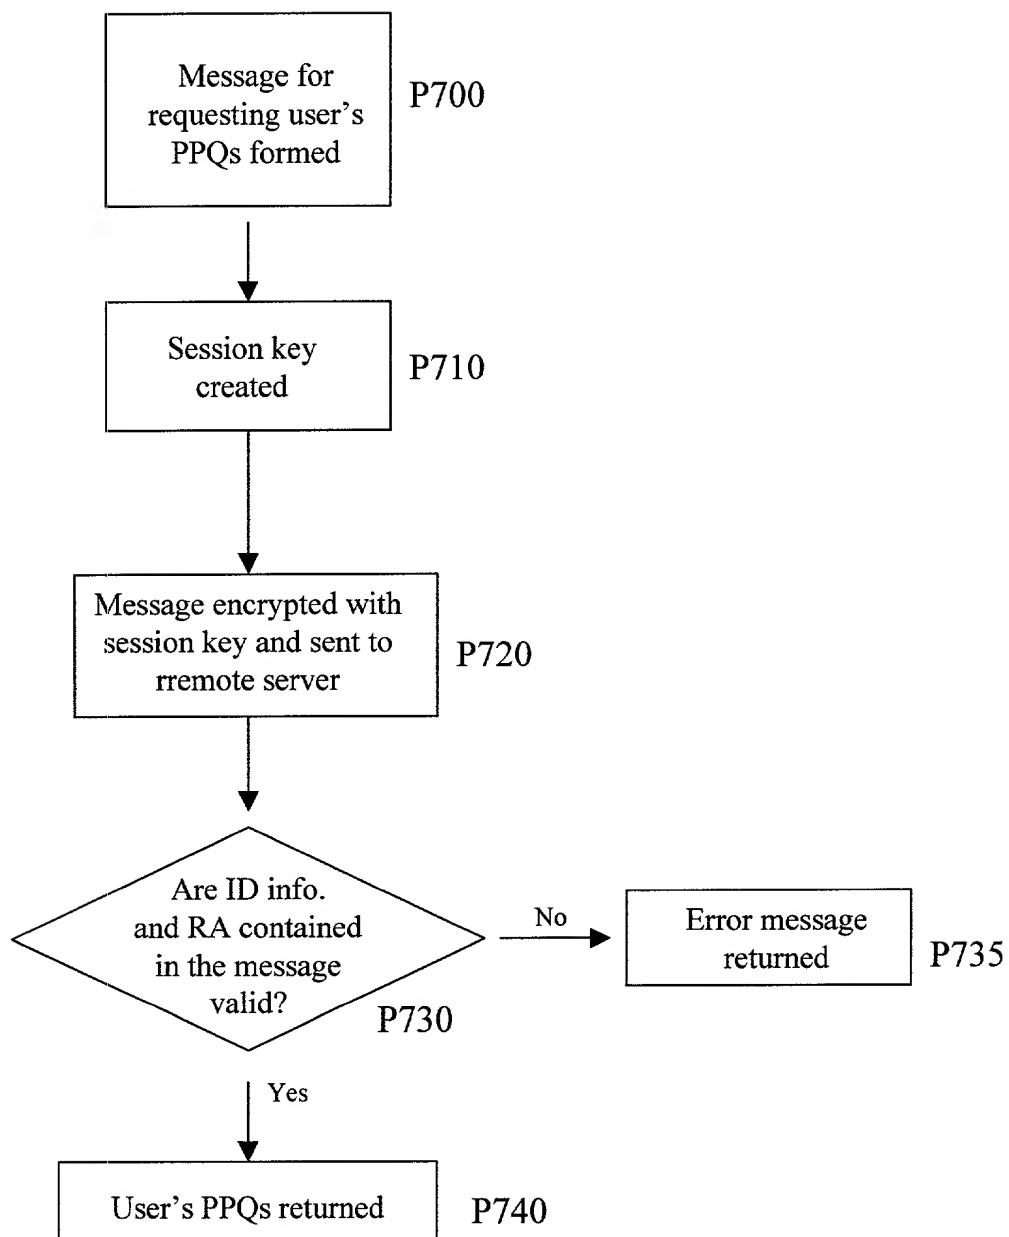 Message for
requesting user's
PPQs formed
P700
Session key
created
P710
Message encrypted with
session key and sent to
rremote server
P720
Are ID info.
and RA contained
in the message
valid?
P730
No
Error message
returned
P735
Yes
User's PPQs returned
P740